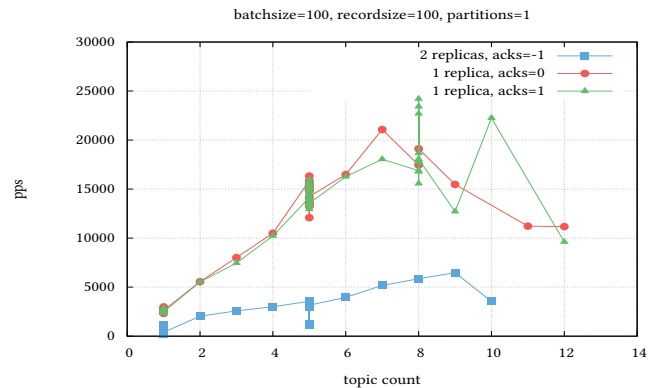 batchsize=100, recordsize=100, partitions=1
30000
25000
20000
15000
10000
5000
0
pps
2 replicas, acks=-1
1 replica, acks=0
1 replica, acks=1
0 2 4 6 8 10 12 14
topic count